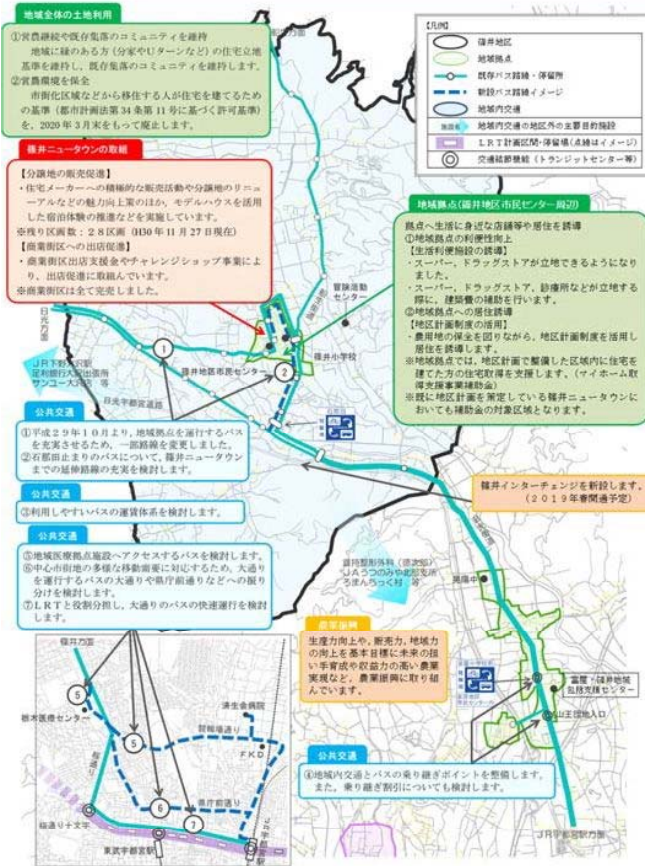 地域全体の土地利用
①営農継続や既存集落のコミュニティを維持
地域に縁のある方（分家やUターンなど）の住宅立地
基準を維持し、既存集落のコミュニティを維持します。
②営農環境を保全
市街化区域などから移住する人が住宅を建てるため
の基準（都市計画法第34条第11号に基づく許可基準）
を、2020年3月末をもって廃止します。
篠井ニュータウンの取組
【分譲地の販売促進】
・住宅メーカーへの積極的な販売活動や分譲地のリニュ
ーアルなどの魅力向上策のほか、モデルハウスを活用
した宿泊体験の推進などを実施しています。
※残り区画数：28区画（H30年11月27日現在）
【商業街区への出店促進】
・商業街区出店支援金やチャレンジショップ事業によ
り、出店促進に取組んでいます。
※商業街区は全て完売しました。
【凡例】
篠井地区
地域拠点
既存バス路線・停留所
新設バス路線イメージ
地域内交通
施設名 地域内交通の地区外の主要目的施設
LRT計画区間・停留場（点線はイメージ）
交通結節機能（トランジットセンター等）
地域拠点（篠井地区市民センター周辺）
拠点へ生活に身近な店舗等や居住を誘導
①地域拠点の利便性向上
【生活利便施設の誘導】
・スーパー、ドラッグストアが立地できるようになり
ました。
・スーパー、ドラッグストア、診療所などが立地する
際に、建築費の補助を行います。
②地域拠点への居住誘導
【地区計画制度の活用】
・農用地の保全を図りながら、地区計画制度を活用し
居住を誘導します。
※地域拠点では、地区計画で整備した区域内に住宅を
建てた方の住宅取得を支援します。（マイホーム取
得支援事業補助金）
※既に地区計画を策定している篠井ニュータウンに
おいても補助金の対象区域となります。
日光方面
冒険活動
センター
篠井小学校
篠井地区市民センター
①
②
JR下野大沢駅
足利銀行大沢出張所
サンユー大沢店 等
日光宇都宮道路
公共交通
①平成29年10月より、地域拠点を運行するバス
を充実させるため、一部路線を変更しました。
②石那田止まりのバスについて、篠井ニュータウン
までの延伸路線の充実を検討します。
公共交通
③利用しやすいバスの運賃体系を検討します。
公共交通
⑤地域医療拠点施設へアクセスするバスを検討します。
⑥中心市街地の多様な移動需要に対応するため、大通り
を運行するバスの大通りや県庁前通りなどへの振り
分けを検討します。
⑦LRTと役割分担し、大通りのバスの快速運行を検討
します。
篠井インターチェンジを新設します。
（2019年春開通予定）
JAうつのみや北部支所
ろまんちっく村 等
晃陽中
農業振興
生産力向上や、販売力、地域力
の向上を基本目標に未来の担い
手育成や収益力の高い農業
実現など、農業振興に取り組
んでいます。
富屋・篠井地域
包括支援センター
山王団地入口
公共交通
④地域内交通とバスの乗り継ぎポイントを整備します。
また、乗り継ぎ割引についても検討します。
JR宇都宮駅方面
篠井方面
⑤
栃木医療センター
済生会病院
競輪場通り
⑤
FKD
桜通り
県庁前通り
⑥
⑦
桜通り十文字
東武宇都宮駅